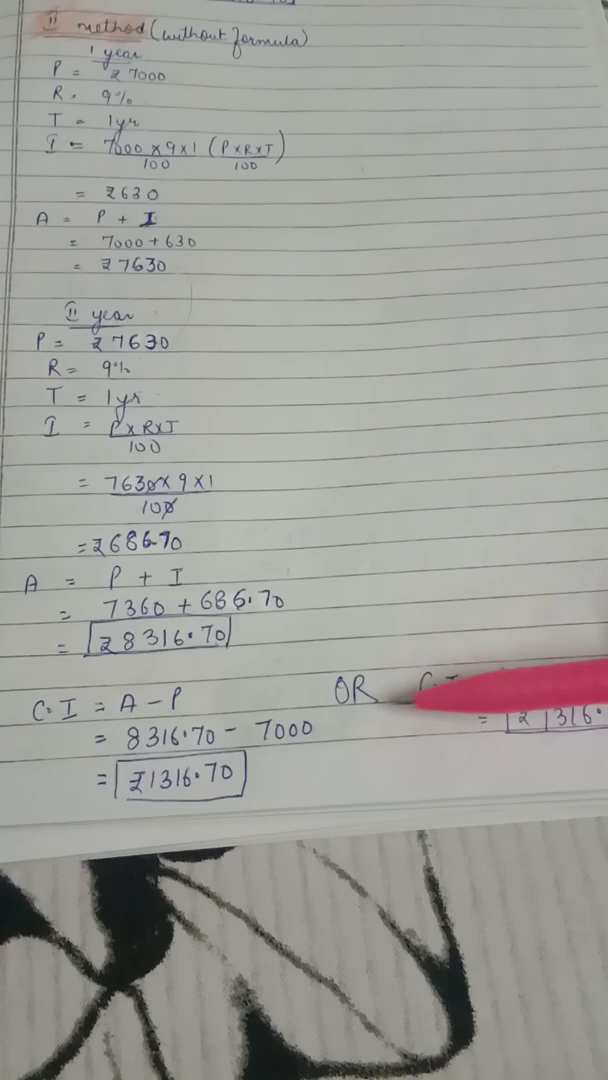 II method (without formula)
1 year
P = ₹7000
R = 9%
T = 1yr
I = 7000 x 9 x 1 / 100 (P x R x T / 100)
= ₹630
A = P + I
= 7000 + 630
= ₹7630
II year
P = ₹7630
R = 9%
T = 1yr
I = P x R x T / 100
= 7630 x 9 x 1 / 100
= ₹686.70
A = P + I
= 7360 + 686.70
= ₹8316.70
C.I = A - P OR
= 8316.70 - 7000 = ₹1316.
= ₹1316.70